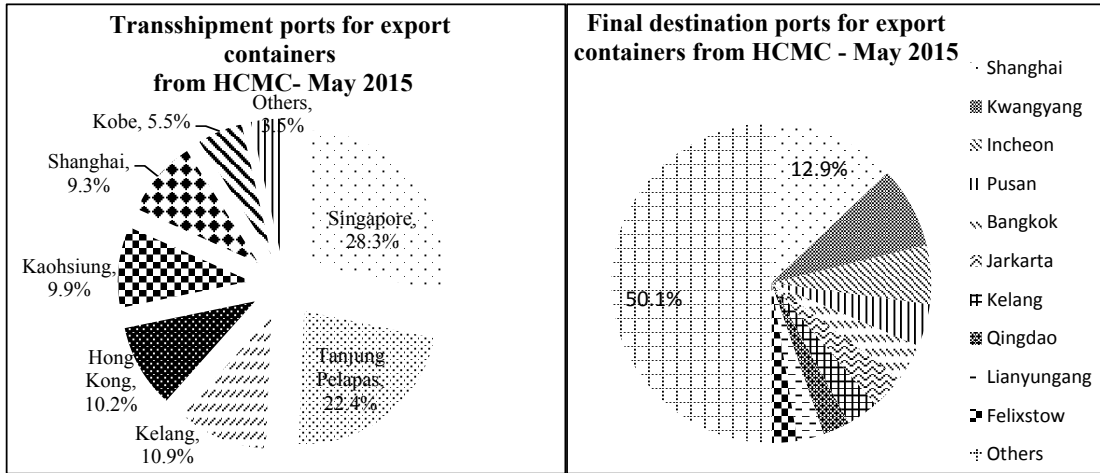 Transshipment ports for export
containers
from HCMC- May 2015
Others,
3.5%
Kobe, 5.5%
Shanghai,
9.3%
Singapore,
28.3%
Kaohsiung,
9.9%
Hong
Kong,
10.2%
Tanjung
Pelapas,
22.4%
Kelang,
10.9%
Final destination ports for export
containers from HCMC - May 2015
12.9%
50.1%
Shanghai
Kwangyang
Incheon
Pusan
Bangkok
Jarkarta
Kelang
Qingdao
Lianyungang
Felixstow
Others